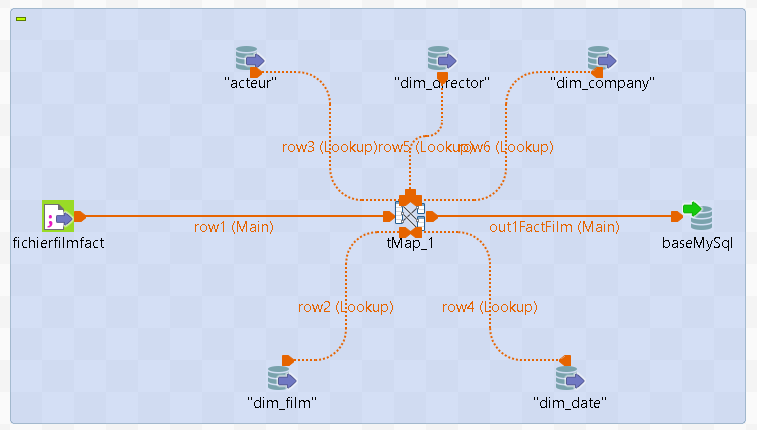 "acteur"
"dim_director"
"dim_company"
row3 (Lookup)
row5 (Lookup)
row6 (Lookup)
fichierfilmfact
row1 (Main)
tMap_1
out1FactFilm (Main)
baseMySql
row2 (Lookup)
row4 (Lookup)
"dim_film"
"dim_date"